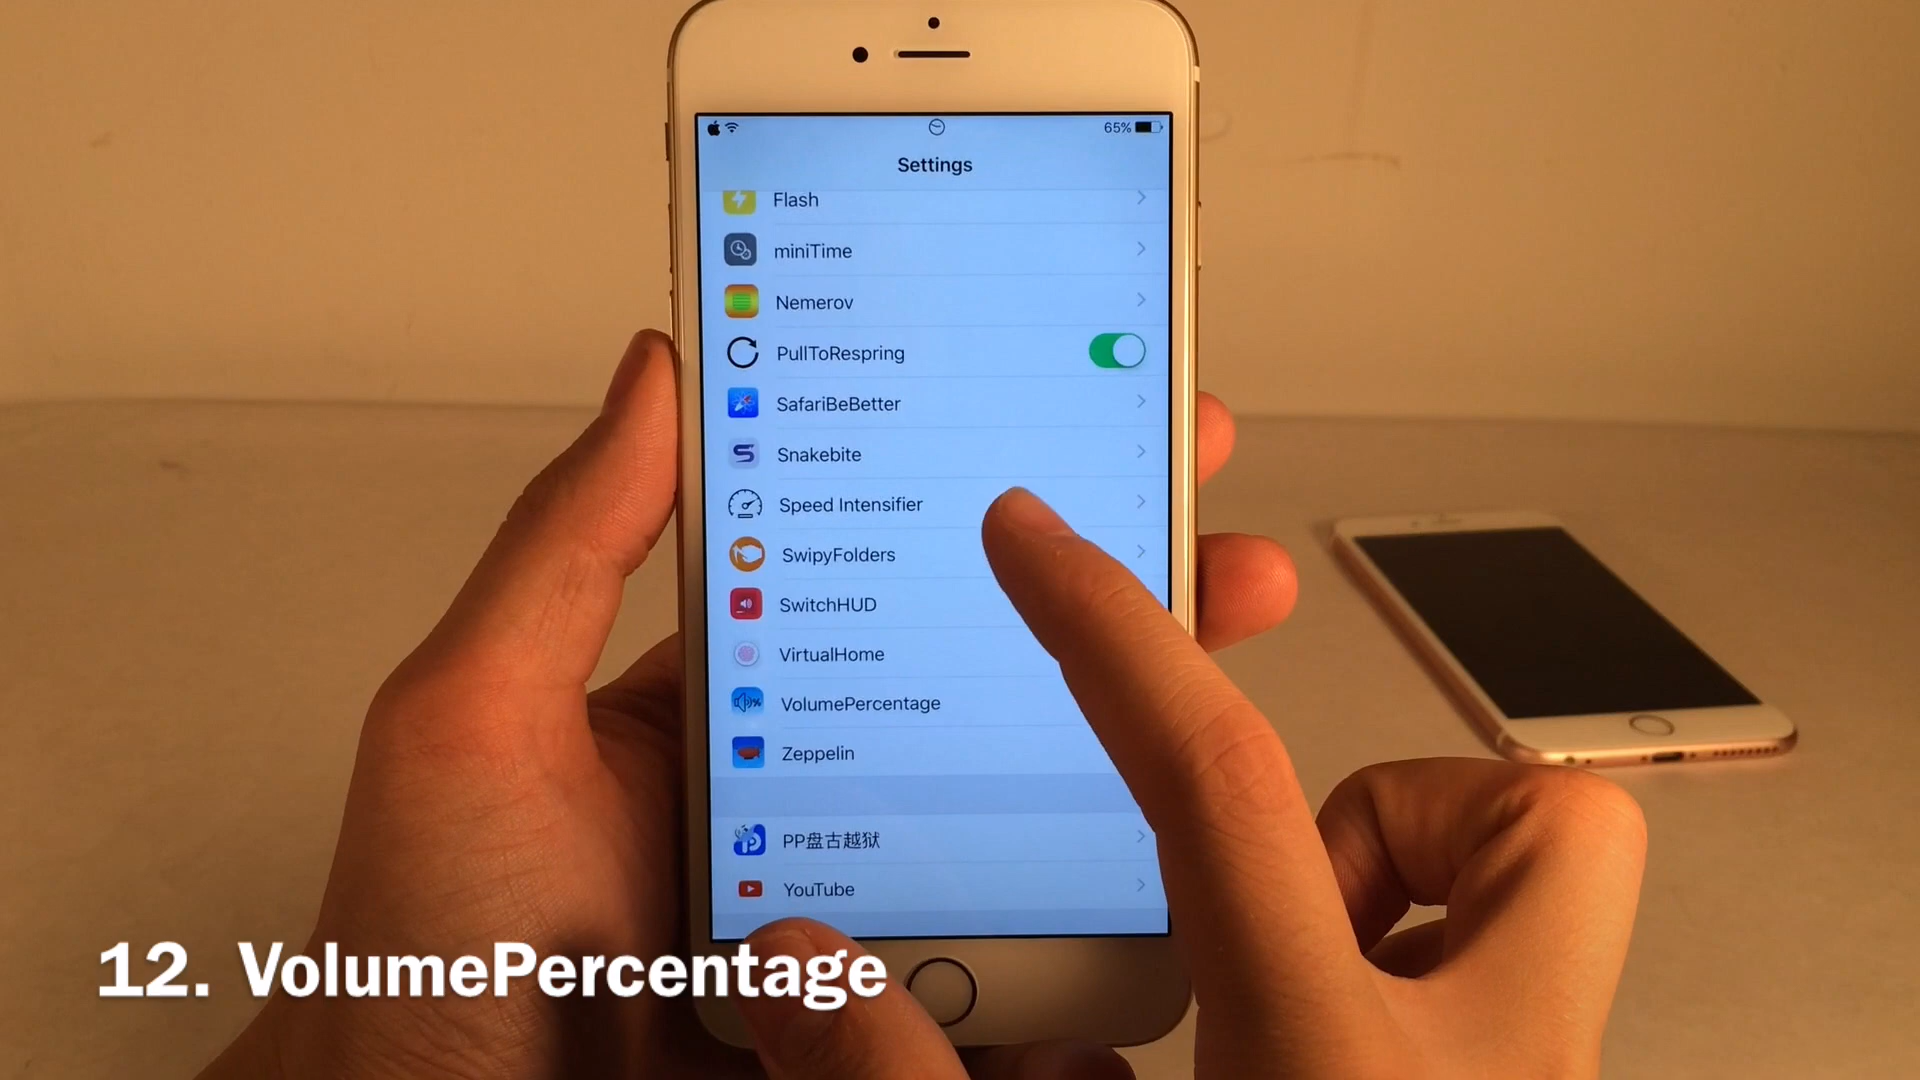 65%
Settings
Flash
miniTime
Nemerov
PullToRespring
SafariBeBetter
Snakebite
Speed Intensifier
SwipyFolders
SwitchHUD
VirtualHome
VolumePercentage
Zeppelin
PP盘古越狱
YouTube
12. VolumePercentage